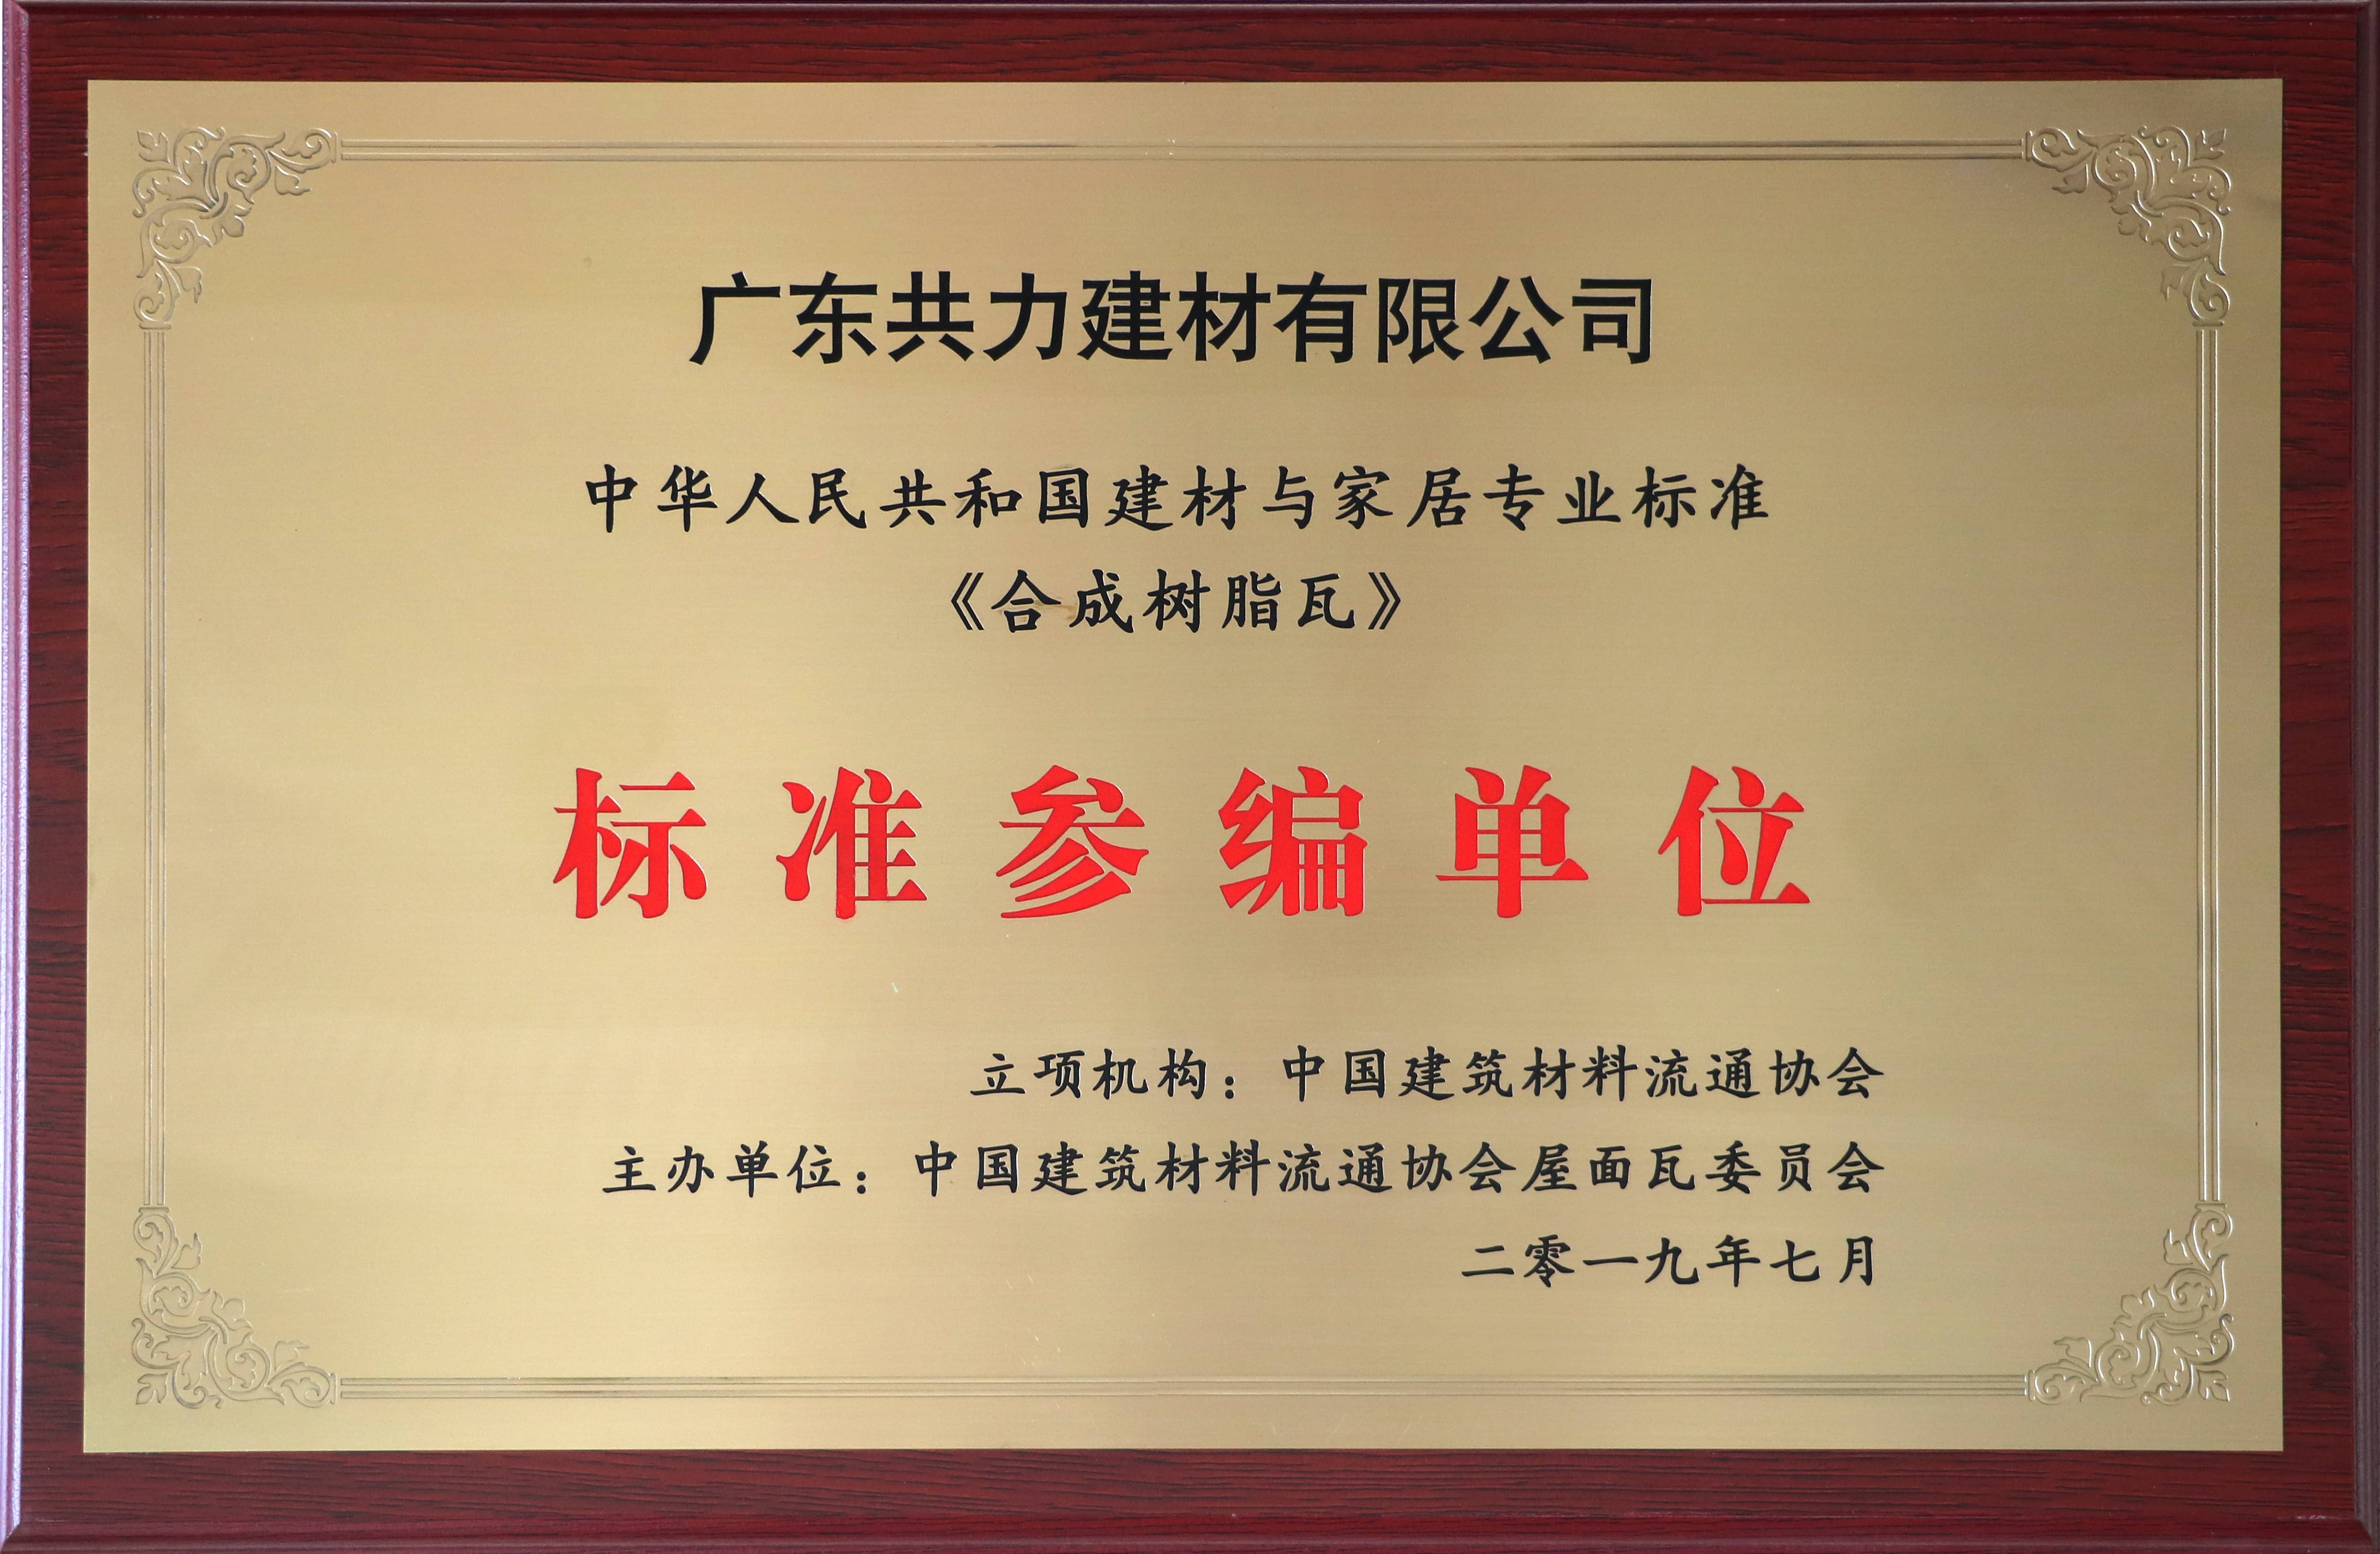 广东共力建材有限公司
中华人民共和国建材与家居专业标准
《合成树脂瓦》
标准参编单位
立项机构：中国建筑材料流通协会
主办单位：中国建筑材料流通协会屋面瓦委员会
二零一九年七月